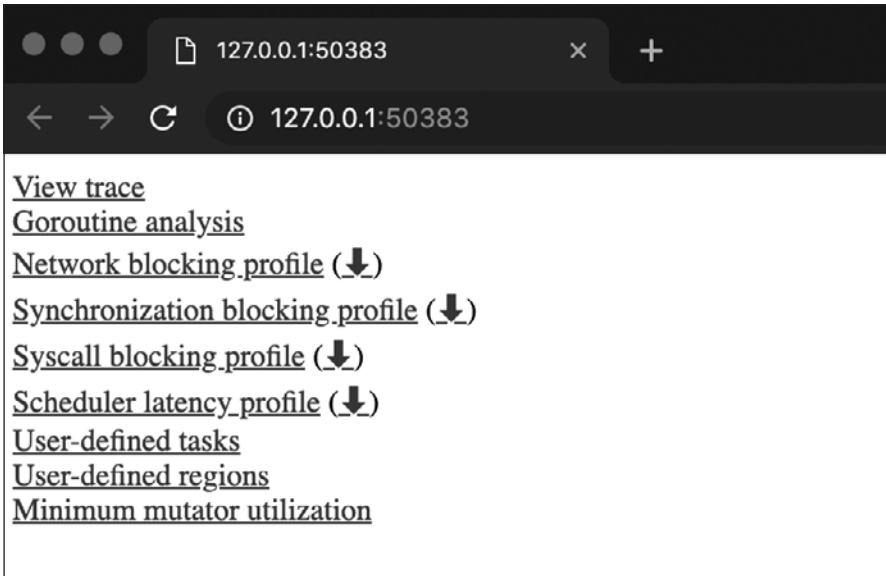 127.0.0.1:50383
127.0.0.1:50383
View trace
Goroutine analysis
Network blocking profile (⬇)
Synchronization blocking profile (⬇)
Syscall blocking profile (⬇)
Scheduler latency profile (⬇)
User-defined tasks
User-defined regions
Minimum mutator utilization